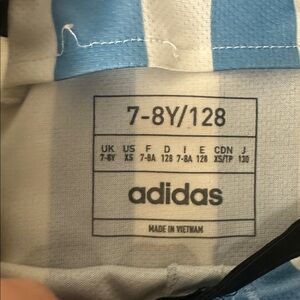 7-8Y/128
UK US F D I E CDN J
7-8Y XS 7-8A 128 7-8A 128 XS/TP 130
adidas
MADE IN VIETNAM